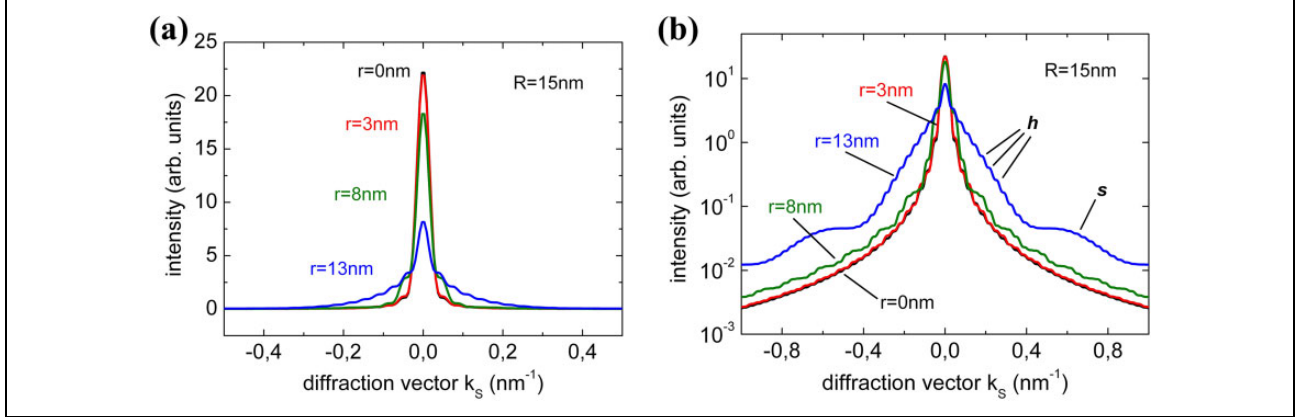 (a)
25
20
15
10
5
0
intensity (arb. units)
r=0nm
R=15nm
r=3nm
r=8nm
r=13nm
-0,4 -0,2 0,0 0,2 0,4
diffraction vector kS (nm-1)
(b)
10^1
10^0
10^-1
10^-2
10^-3
intensity (arb. units)
R=15nm
r=3nm
h
r=13nm
s
r=8nm
r=0nm
-0,8 -0,4 0,0 0,4 0,8
diffraction vector kS (nm-1)